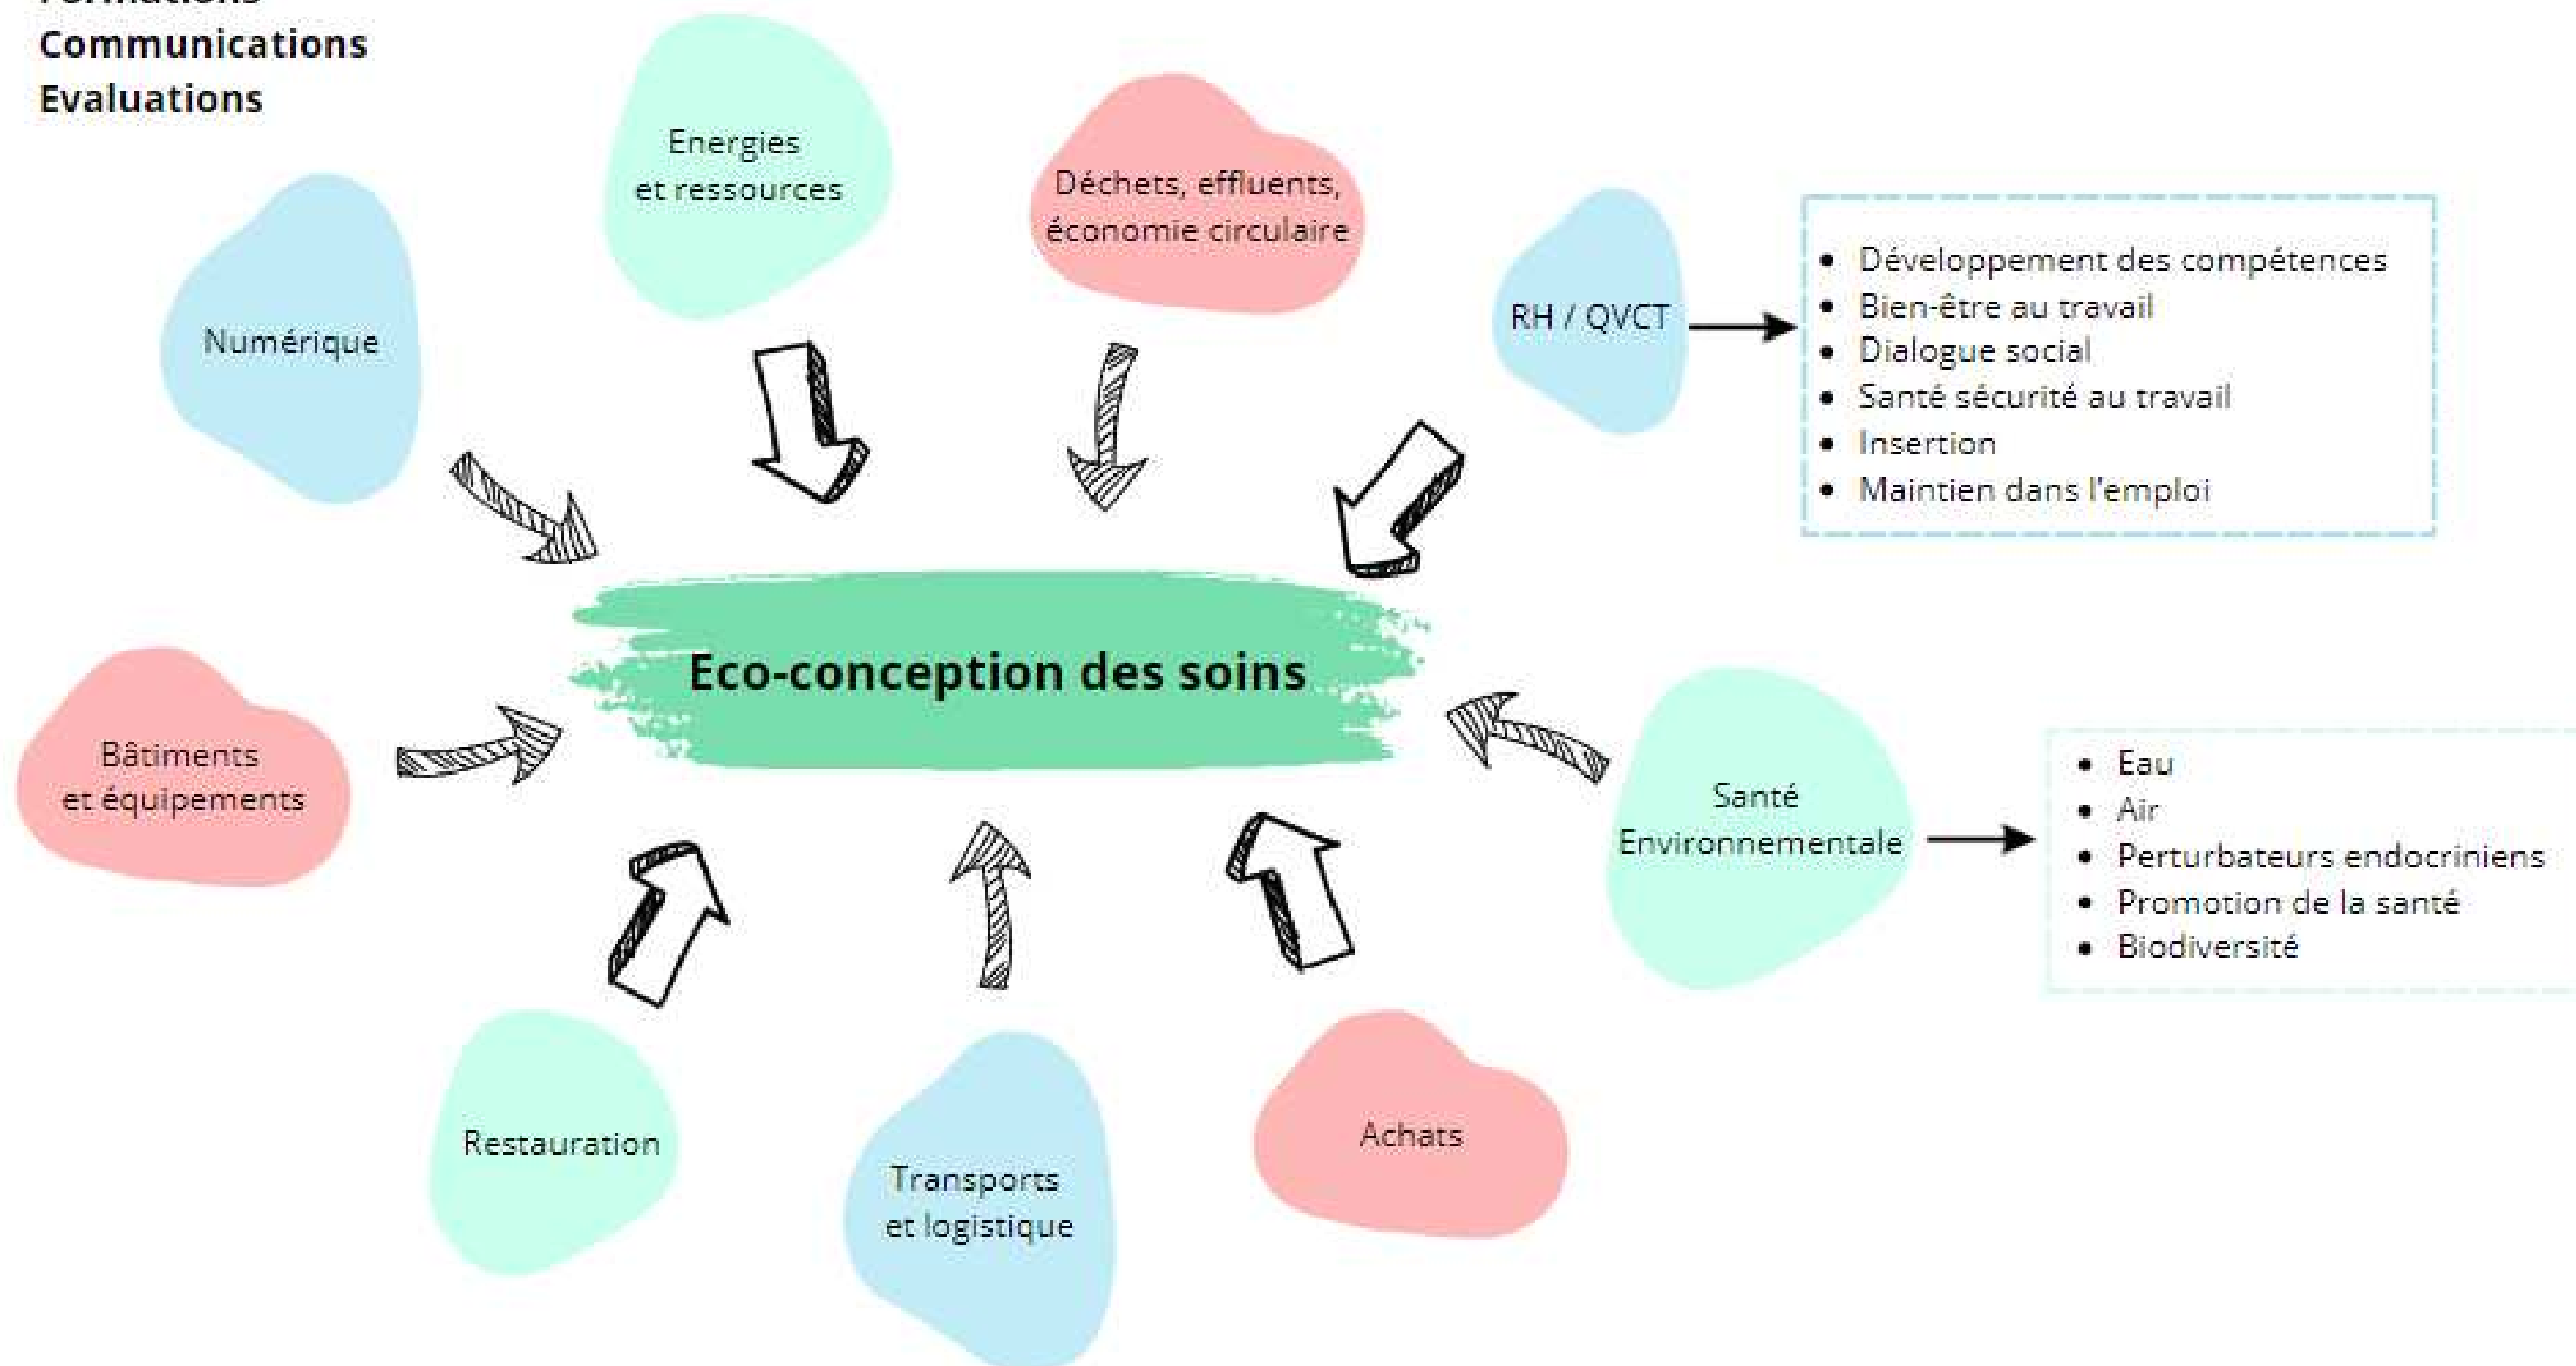 Communications
Evaluations
Energies
et ressources
Déchets, effluents,
économie circulaire
Numérique
RH / QVCT
• Développement des compétences
• Bien-être au travail
• Dialogue social
• Santé sécurité au travail
• Insertion
• Maintien dans l'emploi
Eco-conception des soins
Bâtiments
et équipements
Santé
Environnementale
• Eau
• Air
• Perturbateurs endocriniens
• Promotion de la santé
• Biodiversité
Restauration
Transports
et logistique
Achats